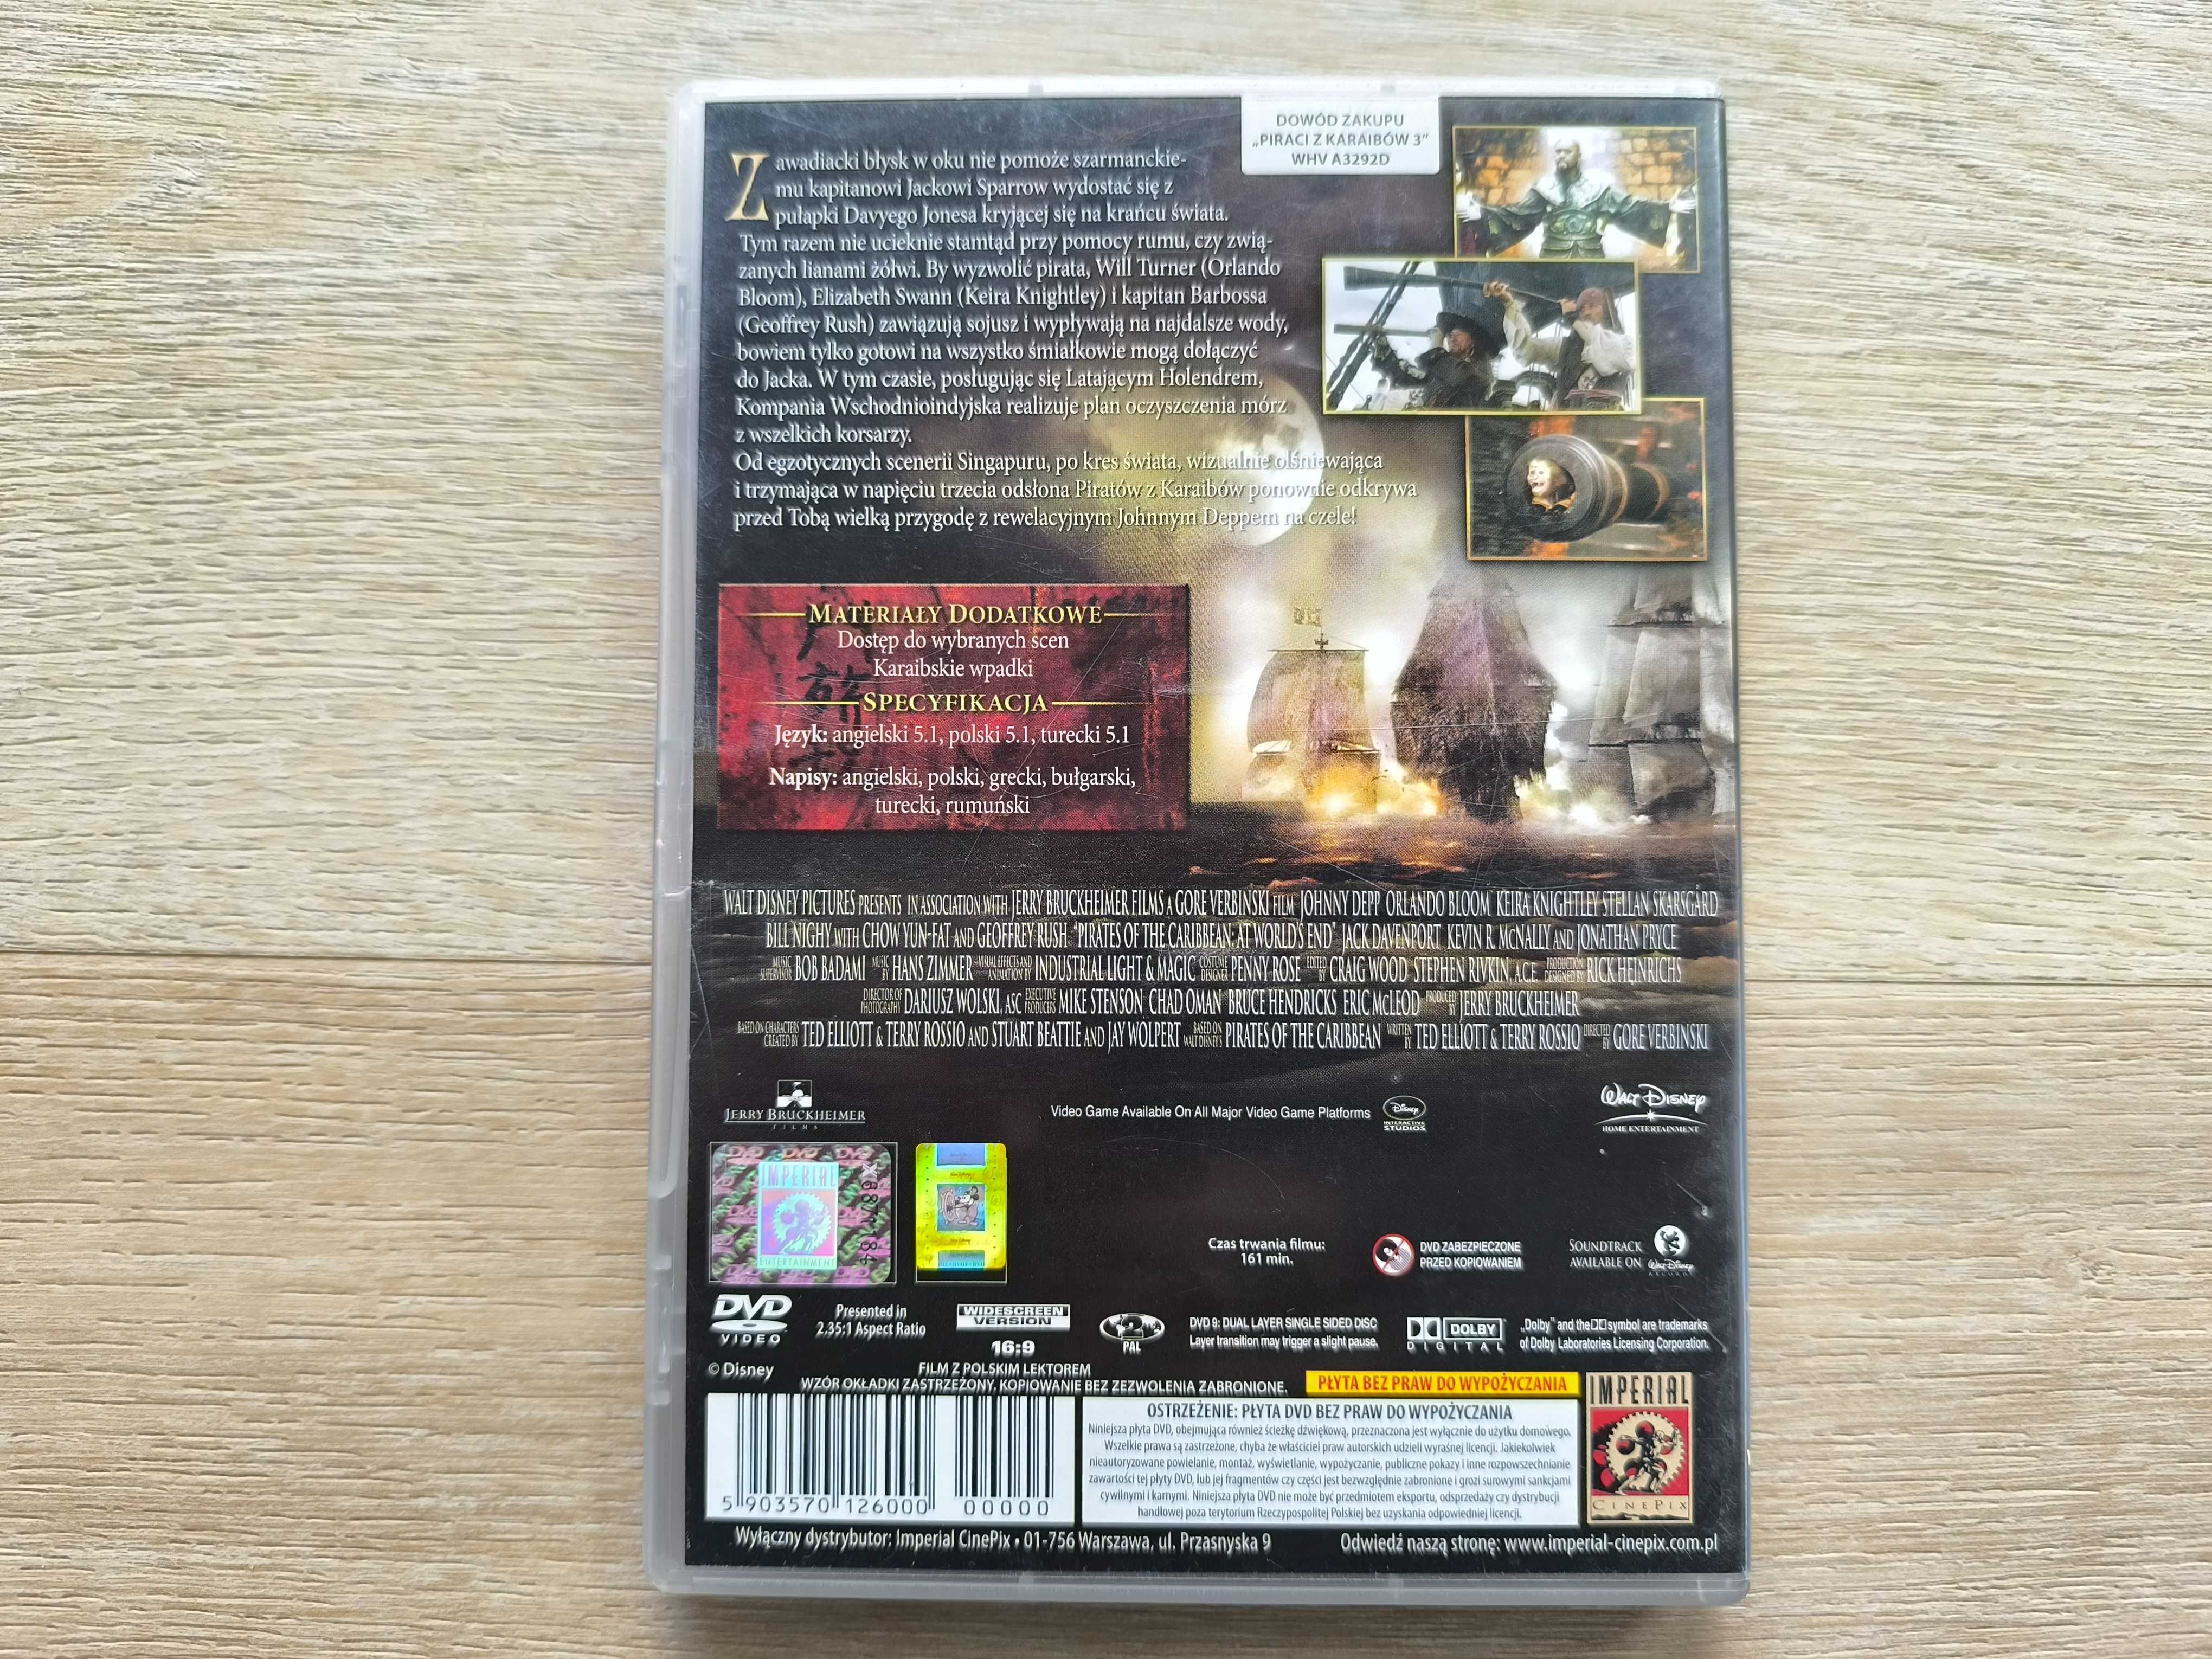 DOWÓD ZAKUPU
„PIRACI Z KARAIBÓW 3”
WHV A3292D
Zawadiacki błysk w oku nie pomoże szarmanckie-
mu kapitanowi Jackowi Sparrow wydostać się z
pułapki Davyego Jonesa kryjącej się na krańcu świata.
Tym razem nie ucieknie stamtąd przy pomocy rumu, czy zwią-
zanych lianami żółwi. By wyzwolić pirata, Will Turner (Orlando
Bloom), Elizabeth Swann (Keira Knightley) i kapitan Barbossa
(Geoffrey Rush) zawiązują sojusz i wypływają na najdalsze wody,
bowiem tylko gotowi na wszystko śmiałkowie mogą dołączyć
do Jacka. W tym czasie, posługując się Latającym Holendrem,
Kompania Wschodnioindyjska realizuje plan oczyszczenia mórz
z wszelkich korsarzy.
Od egzotycznych scenerii Singapuru, po kres świata, wizualnie olśniewająca
i trzymająca w napięciu trzecia odsłona Piratów z Karaibów ponownie odkrywa
przed Tobą wielką przygodę z rewelacyjnym Johnnym Deppem na czele!
MATERIAŁY DODATKOWE
Dostęp do wybranych scen
Karaibskie wpadki
SPECYFIKACJA
Język: angielski 5.1, polski 5.1, turecki 5.1
Napisy: angielski, polski, grecki, bułgarski,
turecki, rumuński
WALT DISNEY PICTURES PRESENTS IN ASSOCIATION WITH JERRY BRUCKHEIMER FILMS A GORE VERBINSKI FILM JOHNNY DEPP ORLANDO BLOOM KEIRA KNIGHTLEY STELLAN SKARSGÅRD
BILL NIGHY WITH CHOW YUN-FAT AND GEOFFREY RUSH "PIRATES OF THE CARIBBEAN: AT WORLD'S END" JACK DAVENPORT KEVIN R. McNALLY AND JONATHAN PRYCE
MUSIC SUPERVISOR BOB BADAMI MUSIC BY HANS ZIMMER VISUAL EFFECTS AND ANIMATION BY INDUSTRIAL LIGHT & MAGIC COSTUME DESIGNER PENNY ROSE EDITED BY CRAIG WOOD STEPHEN RIVKIN, A.C.E. PRODUCTION DESIGNED BY RICK HEINRICHS
DIRECTOR OF PHOTOGRAPHY DARIUSZ WOLSKI, ASC EXECUTIVE PRODUCERS MIKE STENSON CHAD OMAN BRUCE HENDRICKS ERIC McLEOD PRODUCED BY JERRY BRUCKHEIMER
BASED ON CHARACTERS CREATED BY TED ELLIOTT & TERRY ROSSIO AND STUART BEATTIE AND JAY WOLPERT BASED ON WALT DISNEY'S PIRATES OF THE CARIBBEAN WRITTEN BY TED ELLIOTT & TERRY ROSSIO DIRECTED BY GORE VERBINSKI
JERRY BRUCKHEIMER
FILMS
Video Game Available On All Major Video Game Platforms
Disney
INTERACTIVE
STUDIOS
WALT DISNEY
HOME ENTERTAINMENT
DVD DVD DVD
IMPERIAL
ENTERTAINMENT
Czas trwania filmu:
161 min.
DVD ZABEZPIECZONE
PRZED KOPIOWANIEM
SOUNDTRACK
AVAILABLE ON Walt Disney
RECORDS
DVD
VIDEO
Presented in
2.35:1 Aspect Ratio
WIDESCREEN
VERSION
16:9
2
PAL
DVD 9: DUAL LAYER SINGLE SIDED DISC
Layer transition may trigger a slight pause.
DOLBY
DIGITAL
„Dolby” and the symbol are trademarks
of Dolby Laboratories Licensing Corporation.
© Disney
FILM Z POLSKIM LEKTOREM
WZÓR OKŁADKI ZASTRZEŻONY, KOPIOWANIE BEZ ZEZWOLENIA ZABRONIONE.
PŁYTA BEZ PRAW DO WYPOŻYCZANIA
OSTRZEŻENIE: PŁYTA DVD BEZ PRAW DO WYPOŻYCZANIA
Niniejsza płyta DVD, obejmująca również ścieżkę dźwiękową, przeznaczona jest wyłącznie do użytku domowego.
Wszelkie prawa są zastrzeżone, chyba że właściciel praw autorskich udzieli wyraśnej licencji. Jakiekolwiek
nieautoryzowane powielanie, montaż, wyświetlanie, wypożyczanie, publiczne pokazy i inne rozpowszechnianie
zawartości tej płyty DVD, lub jej fragmentów czy części jest bezwzględnie zabronione i grozi surowymi sankcjami
cywilnymi i karnymi. Niniejsza płyta DVD nie może być przedmiotem eksportu, odsprzedaży czy dystrybucji
handlowej poza terytorium Rzeczypospolitej Polskiej bez uzyskania odpowiedniej licencji.
IMPERIAL
CINEPIX
5 903570 126000 00000
Wyłączny dystrybutor: Imperial CinePix • 01-756 Warszawa, ul. Przasnyska 9
Odwiedź naszą stronę: www.imperial-cinepix.com.pl